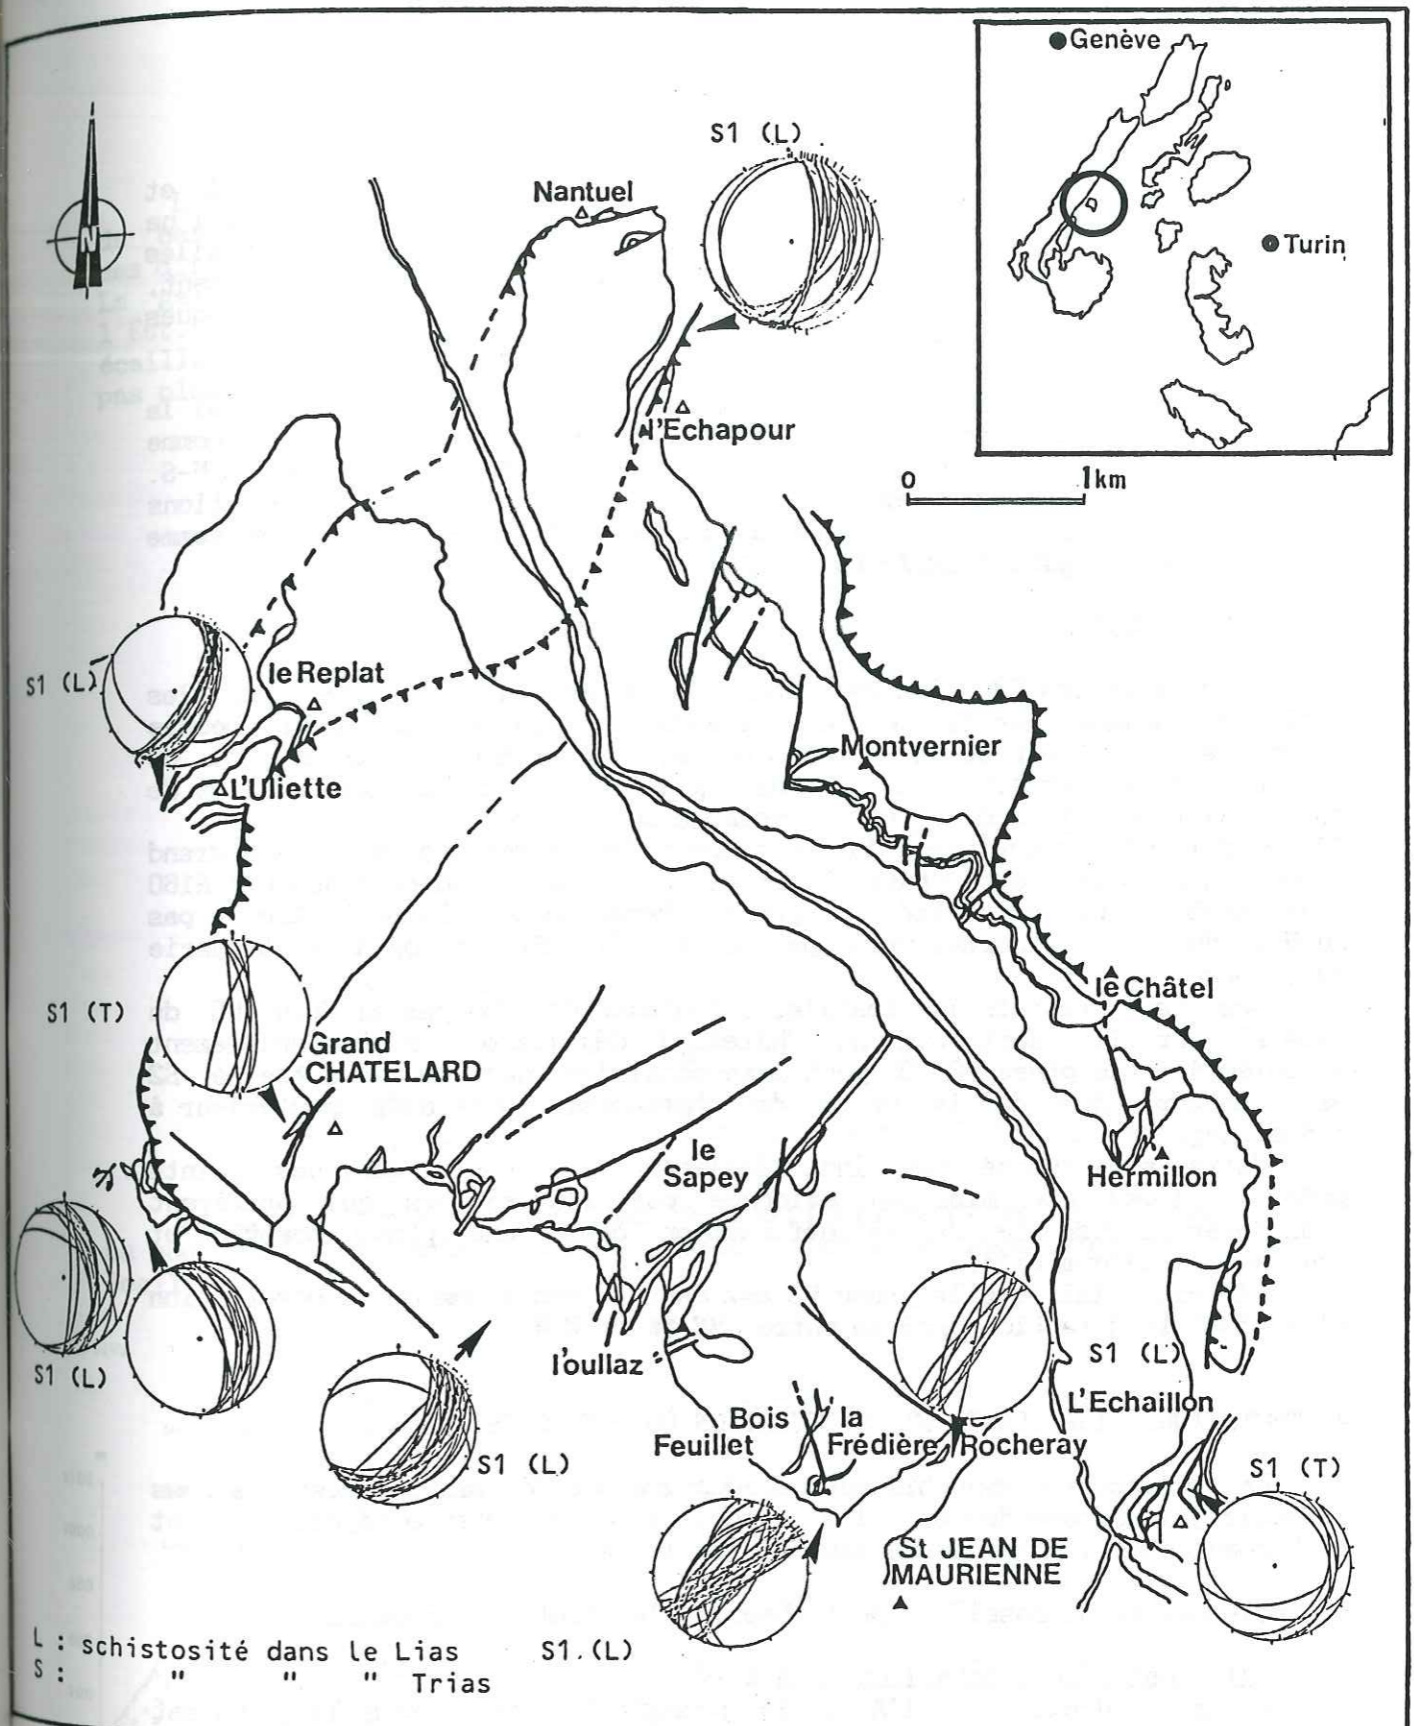 Genève
Turin
S1 (L)
Nantuel
N
l'Echapour
0 1km
S1 (L)
le Replat
L'Uliette
Montvernier
S1 (T)
Grand
CHATELARD
le Châtel
le
Sapey
Hermillon
S1 (L)
l'oullaz
S1 (L)
S1 (L)
L'Echaillon
Bois
Feuillet
la
Frédière
Rocheray
S1 (T)
St JEAN DE
MAURIENNE
L : schistosité dans le Lias S1.(L)
S : " " " Trias